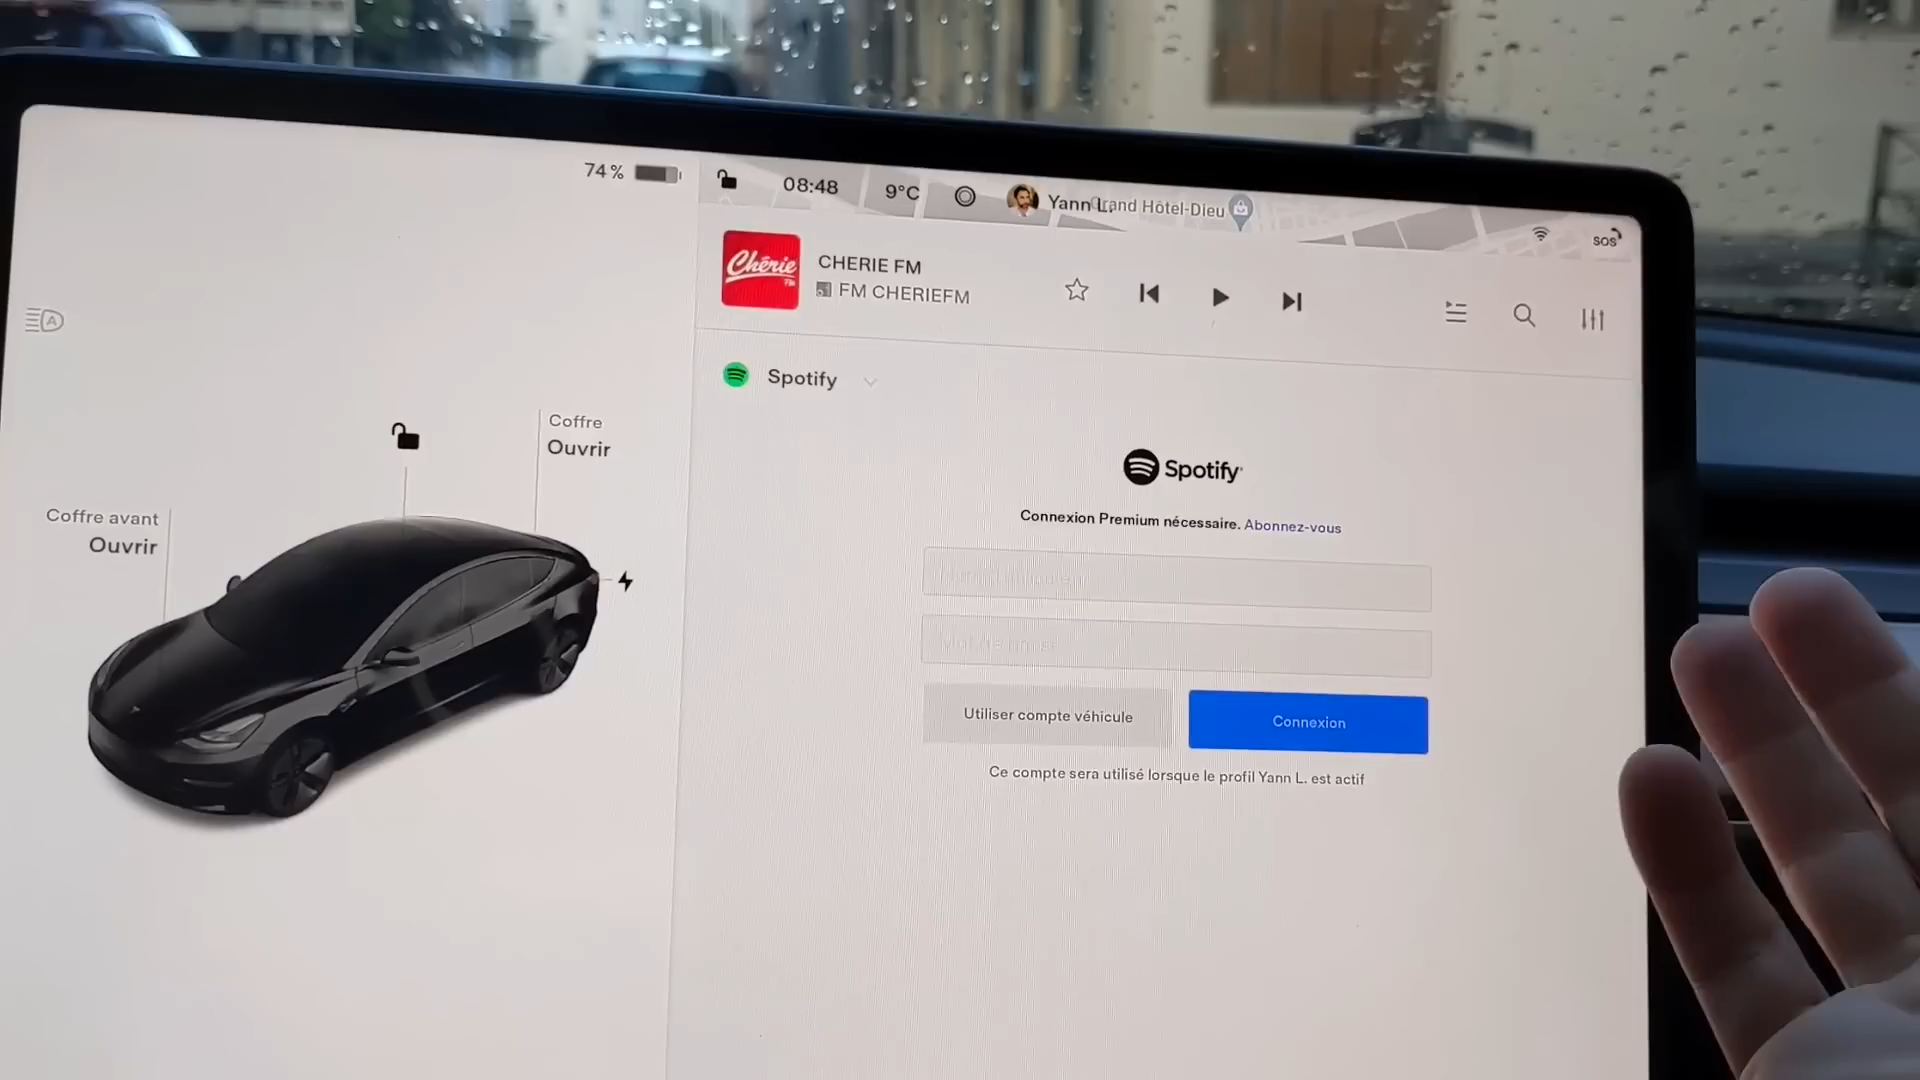 74 %
08:48
9°C
Yann L.
Grand Hôtel-Dieu
SOS
Chérie FM
CHERIE FM
FM CHERIEFM
A
Spotify
Coffre
Ouvrir
Coffre avant
Ouvrir
Spotify
Connexion Premium nécessaire. Abonnez-vous
Utiliser compte véhicule
Connexion
Ce compte sera utilisé lorsque le profil Yann L. est actif